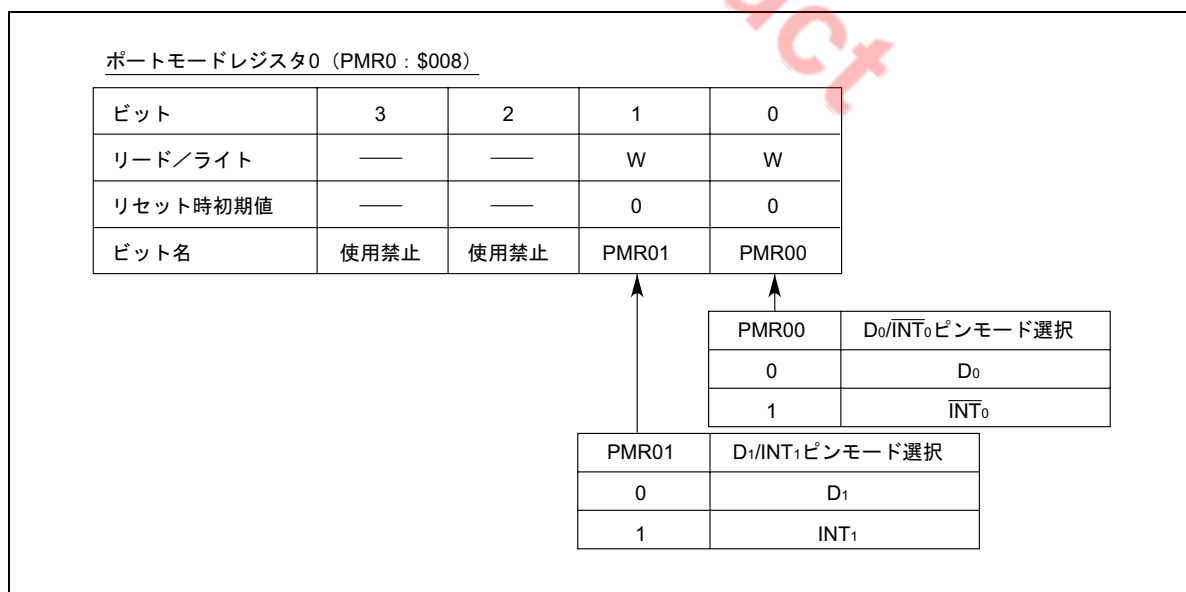 uct
ポートモードレジスタ0（PMR0：$008）
ビット 3 2 1 0
リード／ライト ―― ―― W W
リセット時初期値 ―― ―― 0 0
ビット名 使用禁止 使用禁止 PMR01 PMR00
PMR00 D₀/I̅N̅T̅₀ピンモード選択
0 D₀
1 I̅N̅T̅₀
PMR01 D₁/INT₁ピンモード選択
0 D₁
1 INT₁